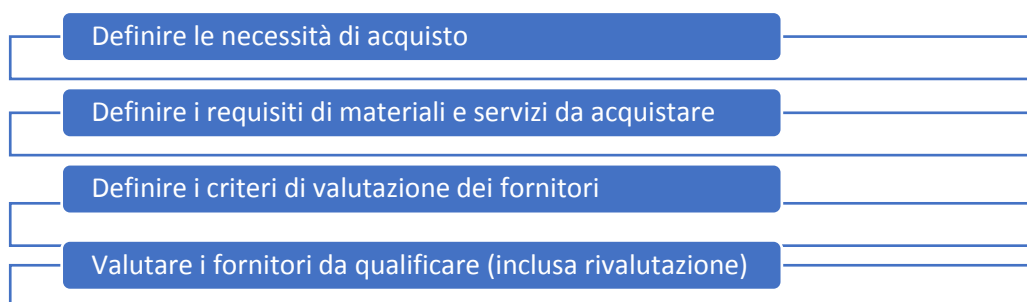 Definire le necessità di acquisto
Definire i requisiti di materiali e servizi da acquistare
Definire i criteri di valutazione dei fornitori
Valutare i fornitori da qualificare (inclusa rivalutazione)